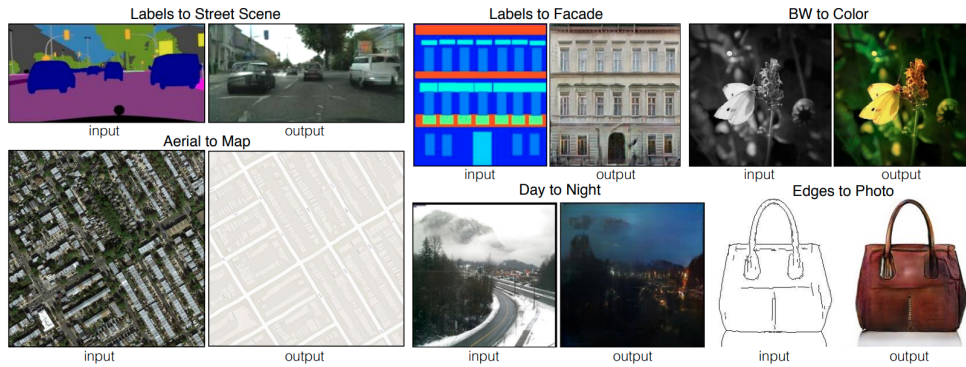 Labels to Street Scene
input
output
Aerial to Map
input
output
Labels to Facade
input
output
BW to Color
input
output
Day to Night
input
output
Edges to Photo
input
output